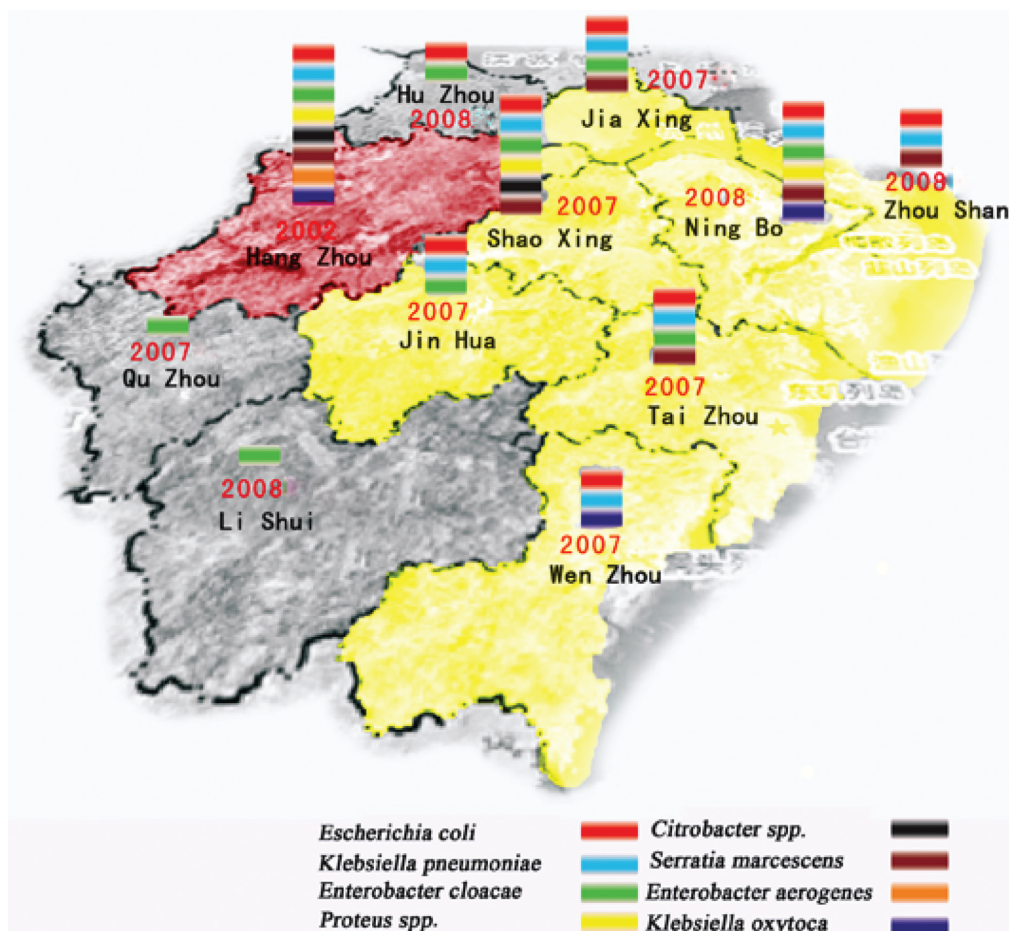 Hu Zhou
2008
2007
Jia Xing
2002
Hang Zhou
2007
Shao Xing
2008
Ning Bo
2008
Zhou Shan
2007
Jin Hua
2007
Qu Zhou
2007
Tai Zhou
2008
Li Shui
2007
Wen Zhou
Escherichia coli
Citrobacter spp.
Klebsiella pneumoniae
Serratia marcescens
Enterobacter cloacae
Enterobacter aerogenes
Proteus spp.
Klebsiella oxytoca